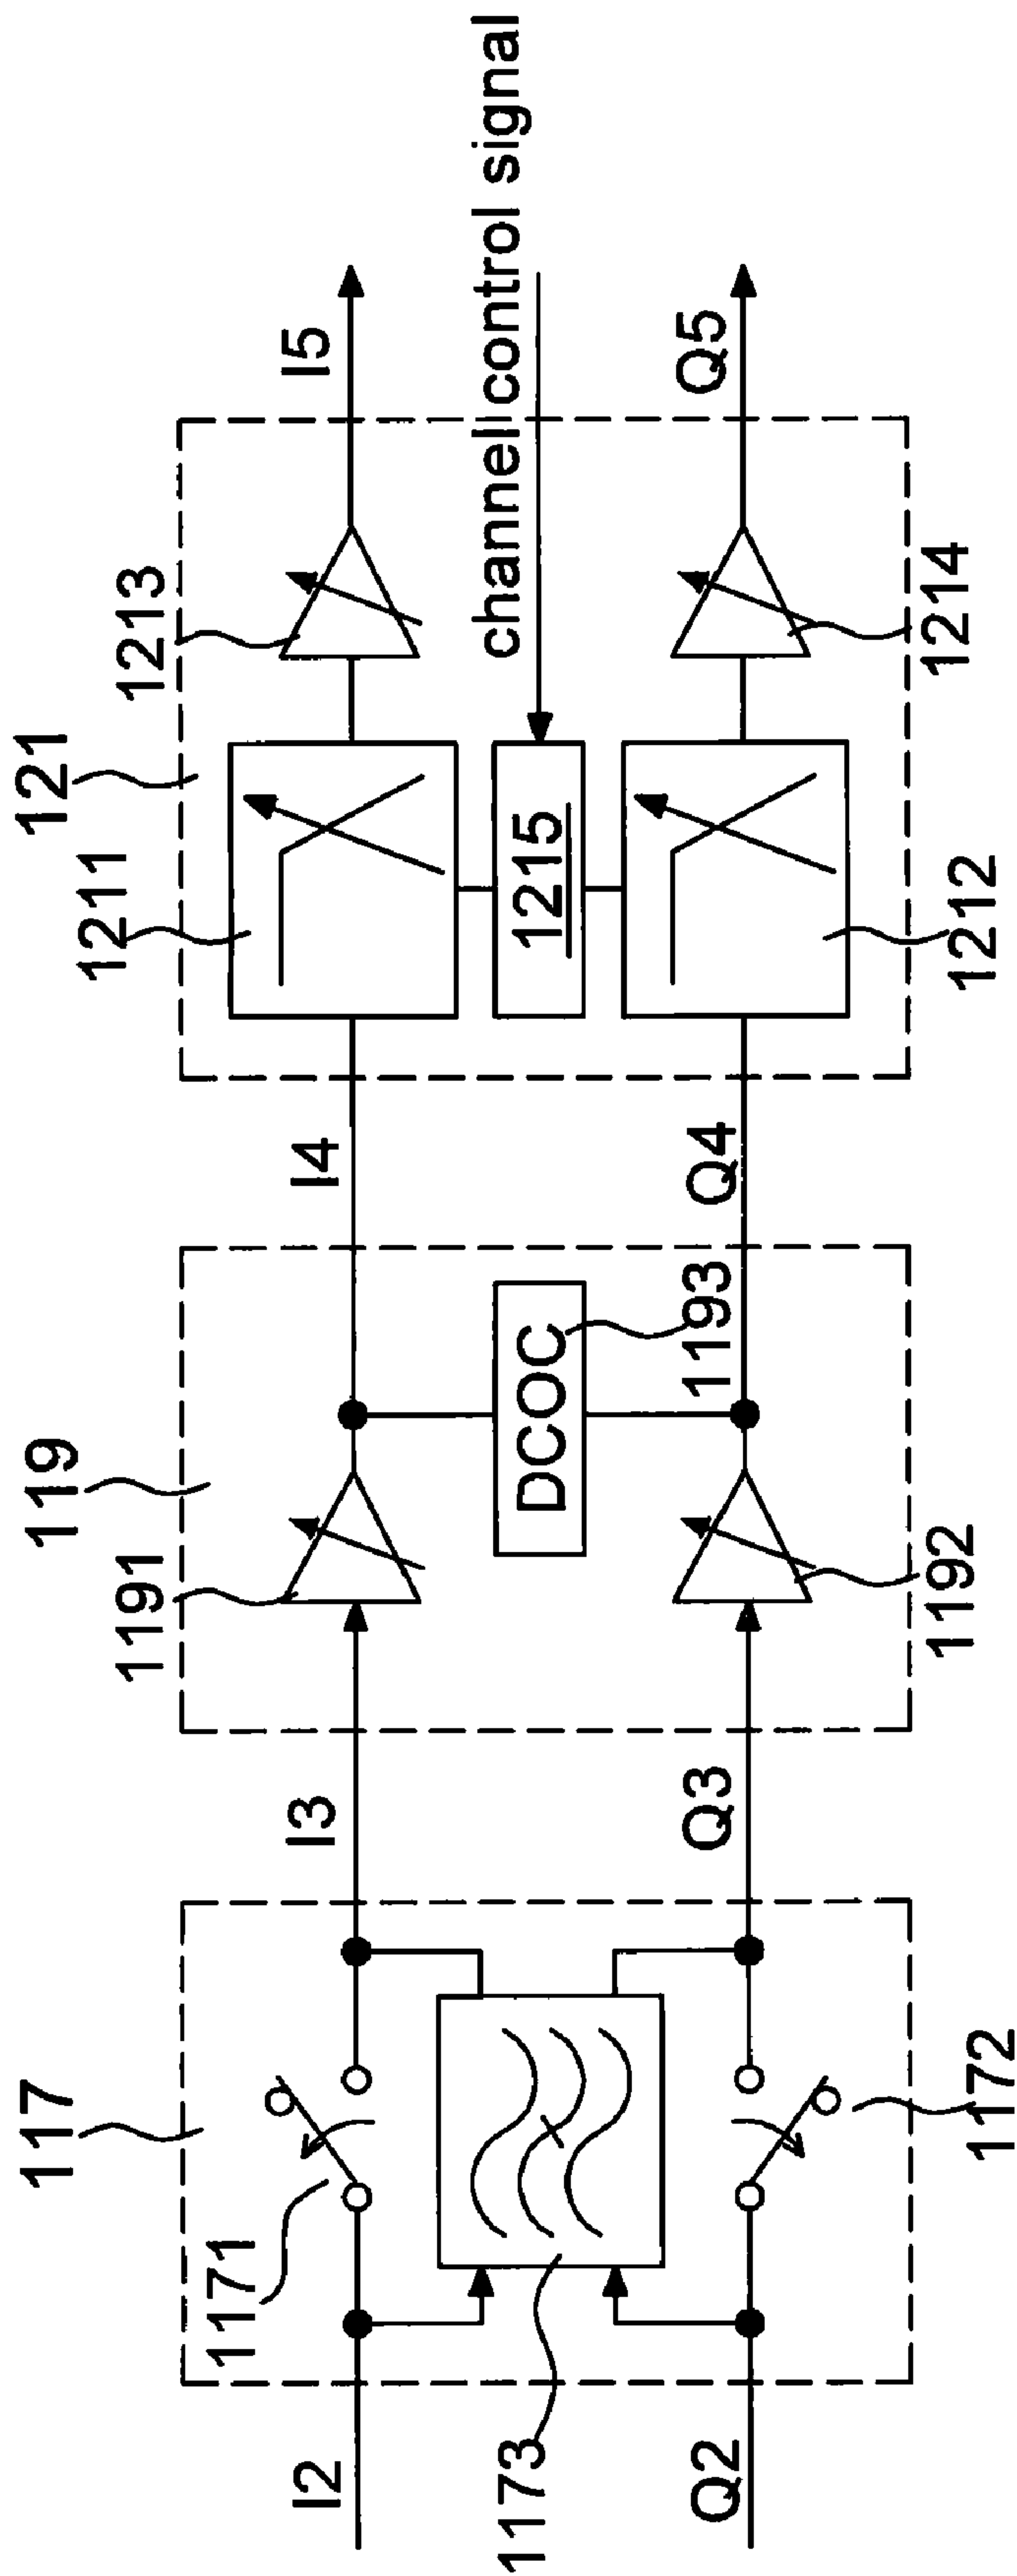 117
119
121
1171
1191
1211
1213
I2
I3
I4
I5
1173
DCOC
1193
1215
channel control signal
Q2
Q3
Q4
Q5
1172
1192
1212
1214